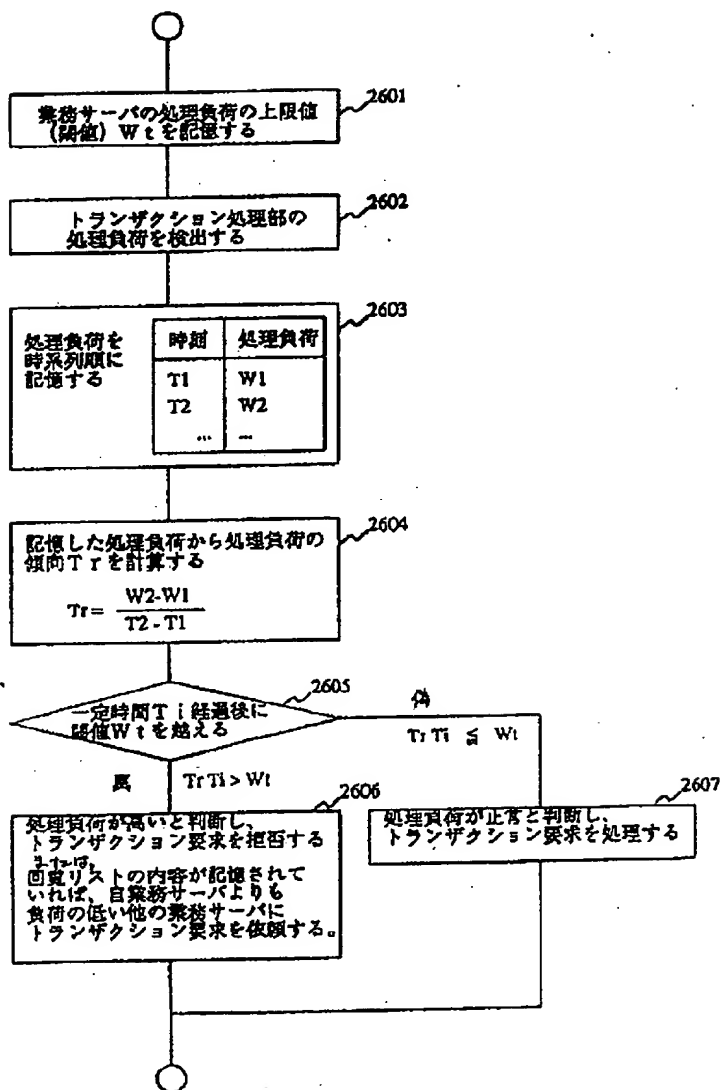 2601
業務サーバの処理負荷の上限値
(閾値) Wtを記憶する
2602
トランザクション処理部の
処理負荷を検出する
2603
処理負荷を
時系列順に
記憶する
時刻 処理負荷
T1 W1
T2 W2
... ...
2604
記憶した処理負荷から処理負荷の
傾向Trを計算する
Tr = W2-W1
T2-T1
2605
一定時間Ti経過後に
閾値Wtを越える
偽
Tr Ti ≦ Wt
真 Tr Ti > Wt
2606
処理負荷が高いと判断し、
トランザクション要求を拒否する
または、
回覧リストの内容が記憶されて
いれば、自業務サーバよりも
負荷の低い他の業務サーバに
トランザクション要求を依頼する。
2607
処理負荷が正常と判断し、
トランザクション要求を処理する